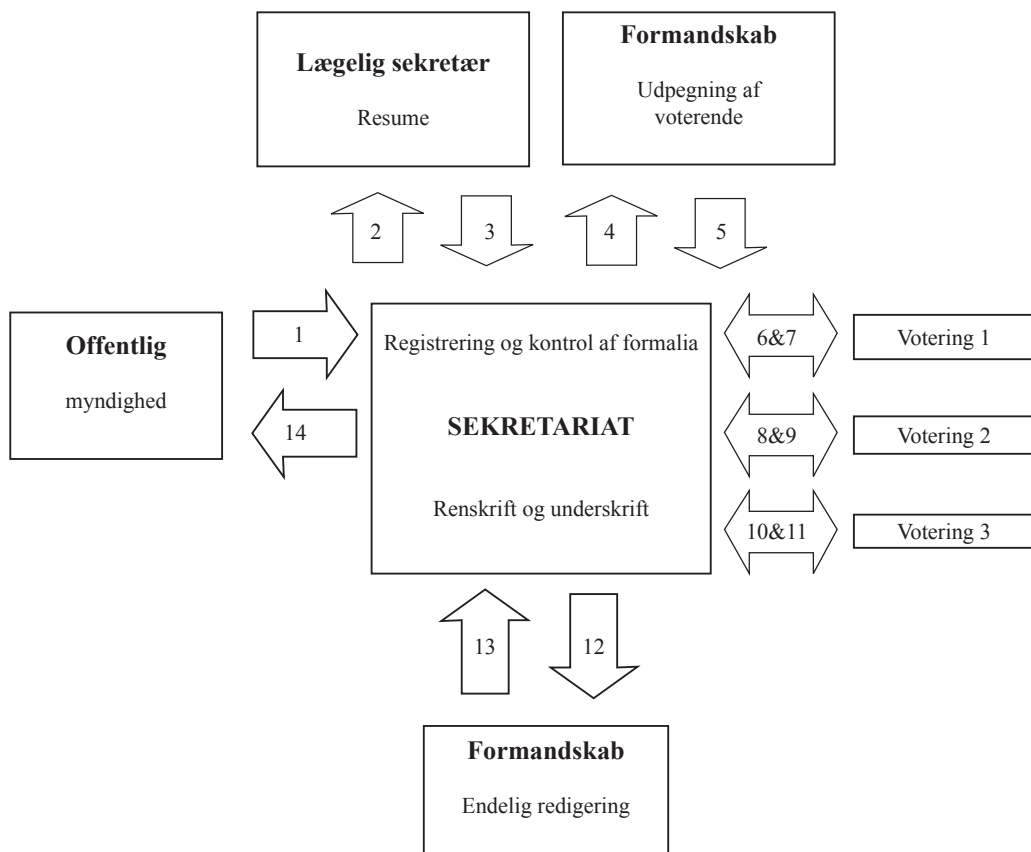 Lægelig sekretær
Resume
Formandskab
Udpegning af
voterende
2
3
4
5
Offentlig
myndighed
1
14
Registrering og kontrol af formalia
SEKRETARIAT
Renskrift og underskrift
6&7
Votering 1
8&9
Votering 2
10&11
Votering 3
13
12
Formandskab
Endelig redigering